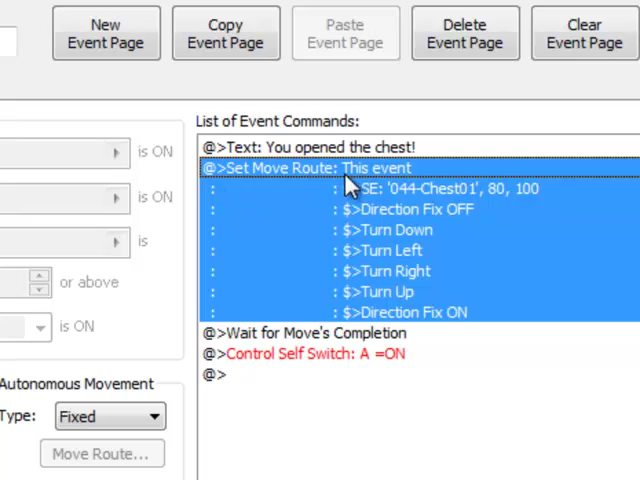 New
Event Page
Copy
Event Page
Paste
Event Page
Delete
Event Page
Clear
Event Page
List of Event Commands:
is ON
is ON
is
or above
is ON
@>Text: You opened the chest!
@>Set Move Route: This event
:                    : $>SE: '044-Chest01', 80, 100
:                    : $>Direction Fix OFF
:                    : $>Turn Down
:                    : $>Turn Left
:                    : $>Turn Right
:                    : $>Turn Up
:                    : $>Direction Fix ON
@>Wait for Move's Completion
@>Control Self Switch: A =ON
@>
Autonomous Movement
Type:
Fixed
Move Route...